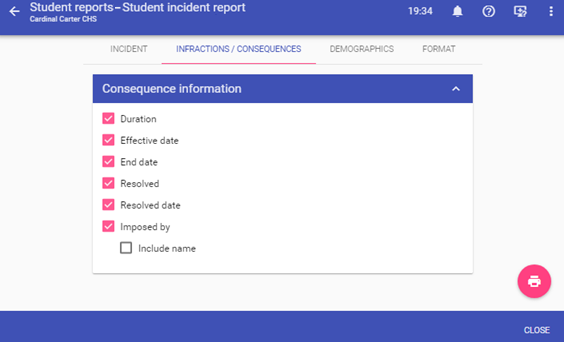 Student reports – Student incident report
Cardinal Carter CHS
19:34
INCIDENT
INFRACTIONS / CONSEQUENCES
DEMOGRAPHICS
FORMAT
Consequence information
Duration
Effective date
End date
Resolved
Resolved date
Imposed by
Include name
CLOSE